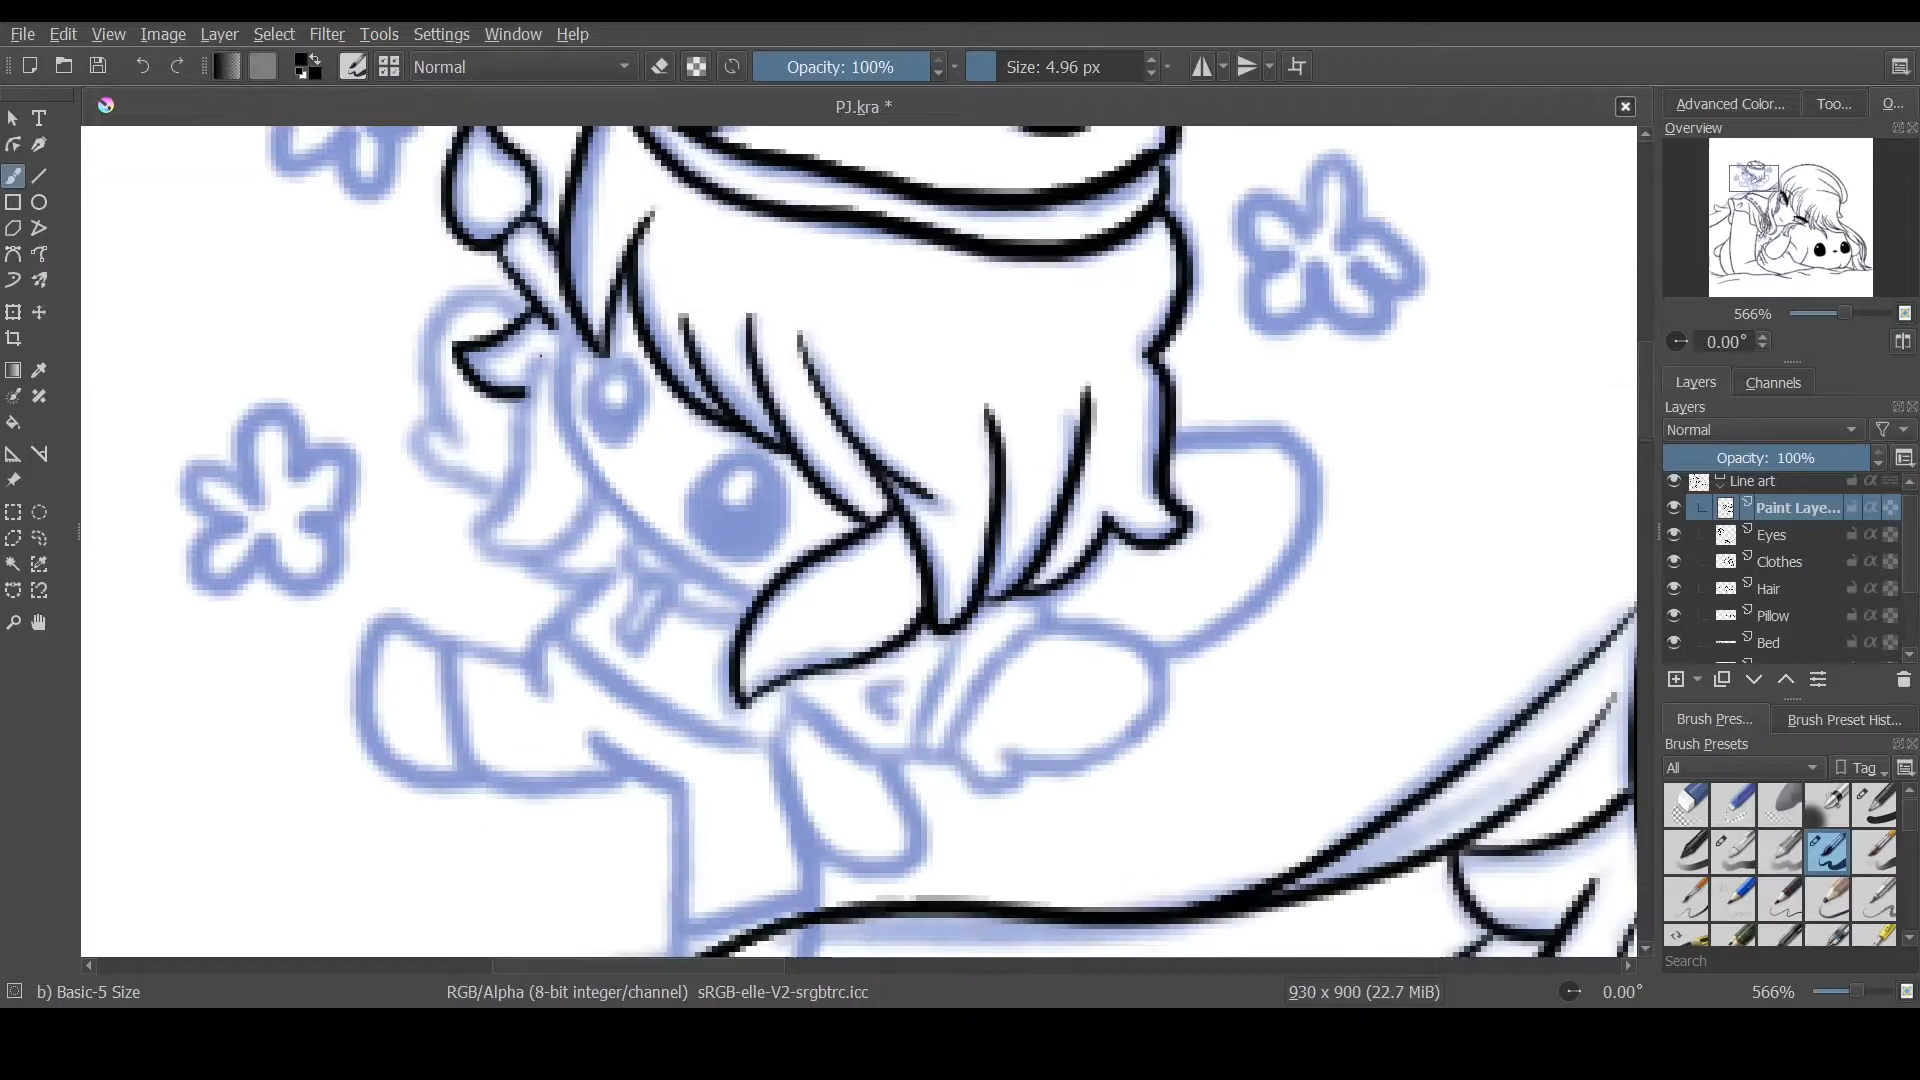 File Edit View Image Layer Select Filter Tools Settings Window Help
Normal Opacity: 100% Size: 4.96 px
PJ.kra *
Advanced Color... Too... O...
Overview
566%
0.00°
Layers Channels
Layers
Normal
Opacity: 100%
Line art
Paint Laye...
Eyes
Clothes
Hair
Pillow
Bed
Brush Pres... Brush Preset Hist...
Brush Presets
All Tag
Search
b) Basic-5 Size RGB/Alpha (8-bit integer/channel) sRGB-elle-V2-srgbtrc.icc 930 x 900 (22.7 MiB) 0.00° 566%